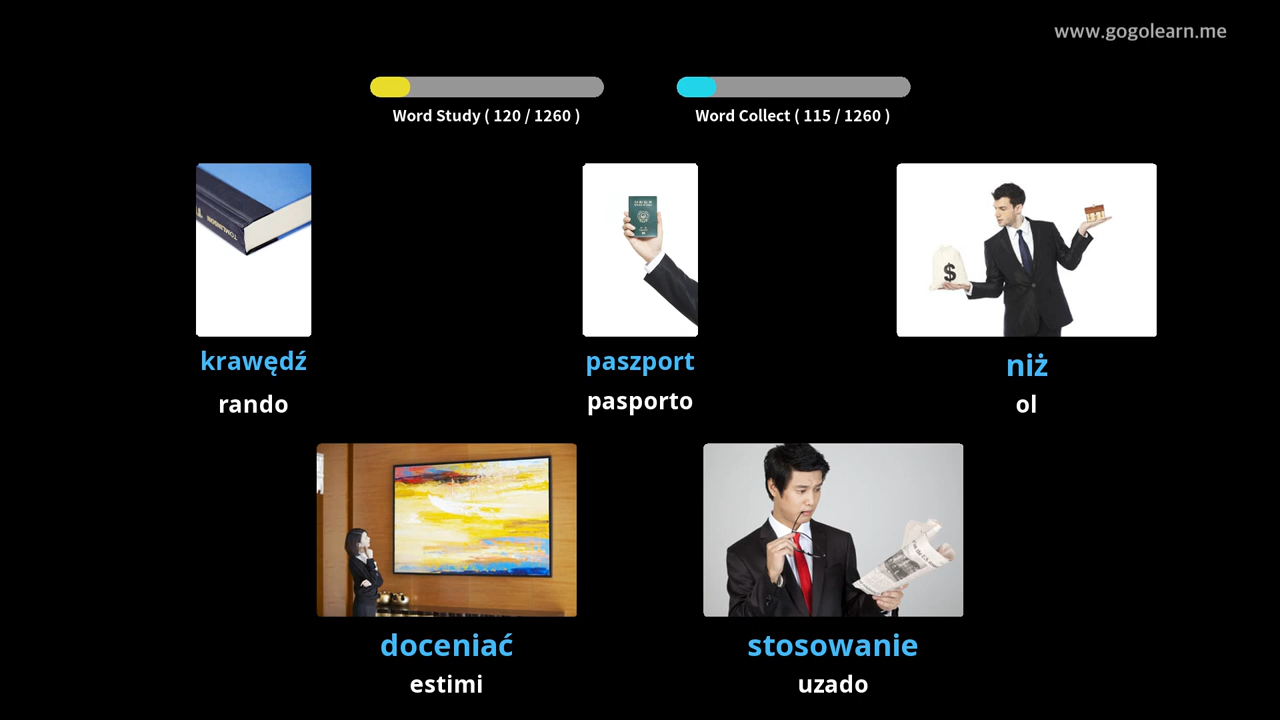 www.gogolearn.me
Word Study ( 120 / 1260 )
Word Collect ( 115 / 1260 )
TOMLINSON
$
krawędź
rando
paszport
pasporto
niż
ol
doceniać
estimi
stosowanie
uzado